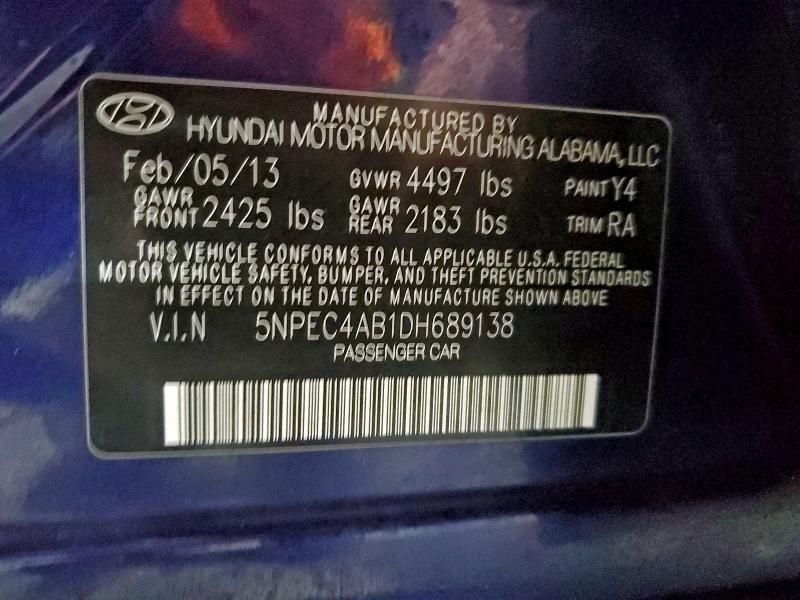 MANUFACTURED BY
HYUNDAI MOTOR MANUFACTURING ALABAMA, LLC
Feb/05/13 GVWR 4497 lbs PAINT Y4
GAWR FRONT 2425 lbs GAWR REAR 2183 lbs TRIM RA
THIS VEHICLE CONFORMS TO ALL APPLICABLE U.S.A. FEDERAL
MOTOR VEHICLE SAFETY, BUMPER, AND THEFT PREVENTION STANDARDS
IN EFFECT ON THE DATE OF MANUFACTURE SHOWN ABOVE
V.I.N 5NPEC4AB1DH689138
PASSENGER CAR